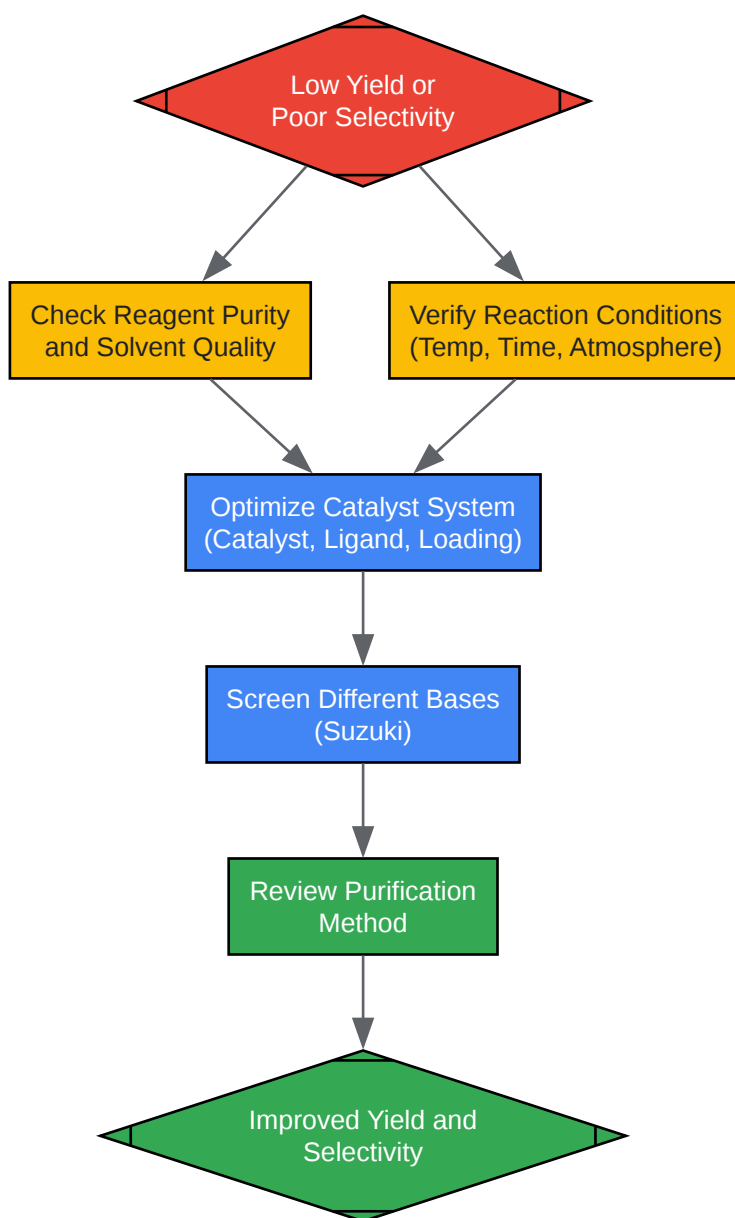 Low Yield or
Poor Selectivity
Check Reagent Purity
and Solvent Quality
Verify Reaction Conditions
(Temp, Time, Atmosphere)
Optimize Catalyst System
(Catalyst, Ligand, Loading)
Screen Different Bases
(Suzuki)
Review Purification
Method
Improved Yield and
Selectivity